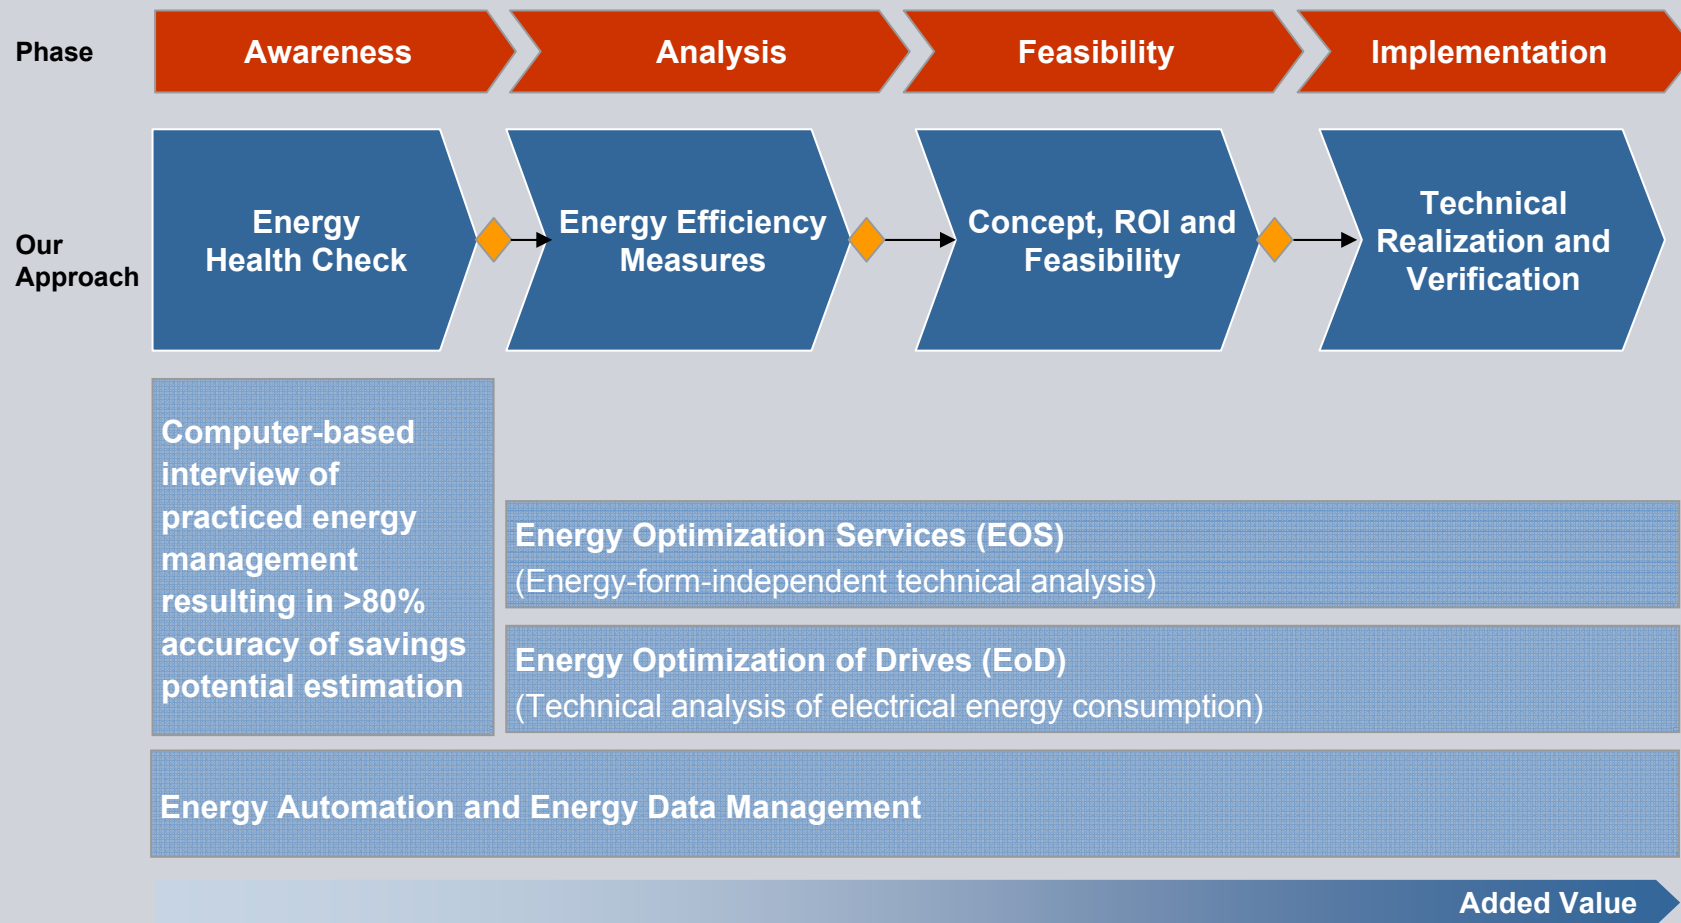 Phase
Awareness
Analysis
Feasibility
Implementation
Our
Approach
Energy
Health Check
Energy Efficiency
Measures
Concept, ROI and
Feasibility
Technical
Realization and
Verification
Computer-based
interview of
practiced energy
management
resulting in >80%
accuracy of savings
potential estimation
Energy Optimization Services (EOS)
(Energy-form-independent technical analysis)
Energy Optimization of Drives (EoD)
(Technical analysis of electrical energy consumption)
Energy Automation and Energy Data Management
Added Value